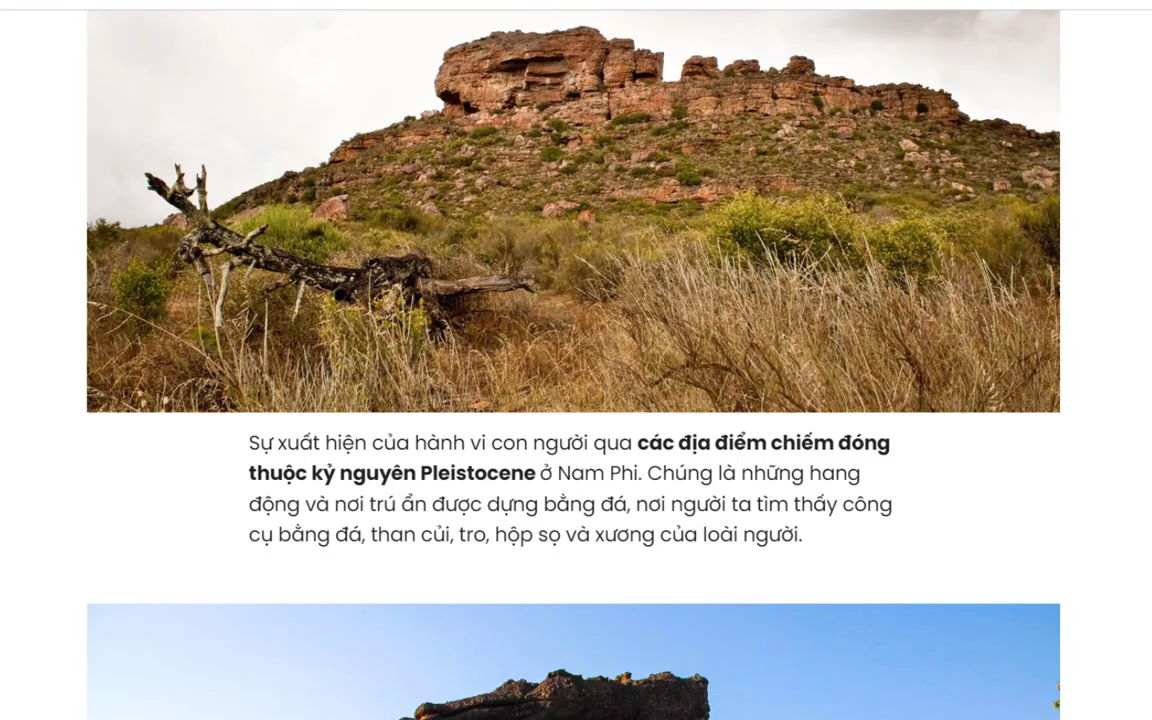 Sự xuất hiện của hành vi con người qua các địa điểm chiếm đóng
thuộc kỷ nguyên Pleistocene ở Nam Phi. Chúng là những hang
động và nơi trú ẩn được dựng bằng đá, nơi người ta tìm thấy công
cụ bằng đá, than củi, tro, hộp sọ và xương của loài người.